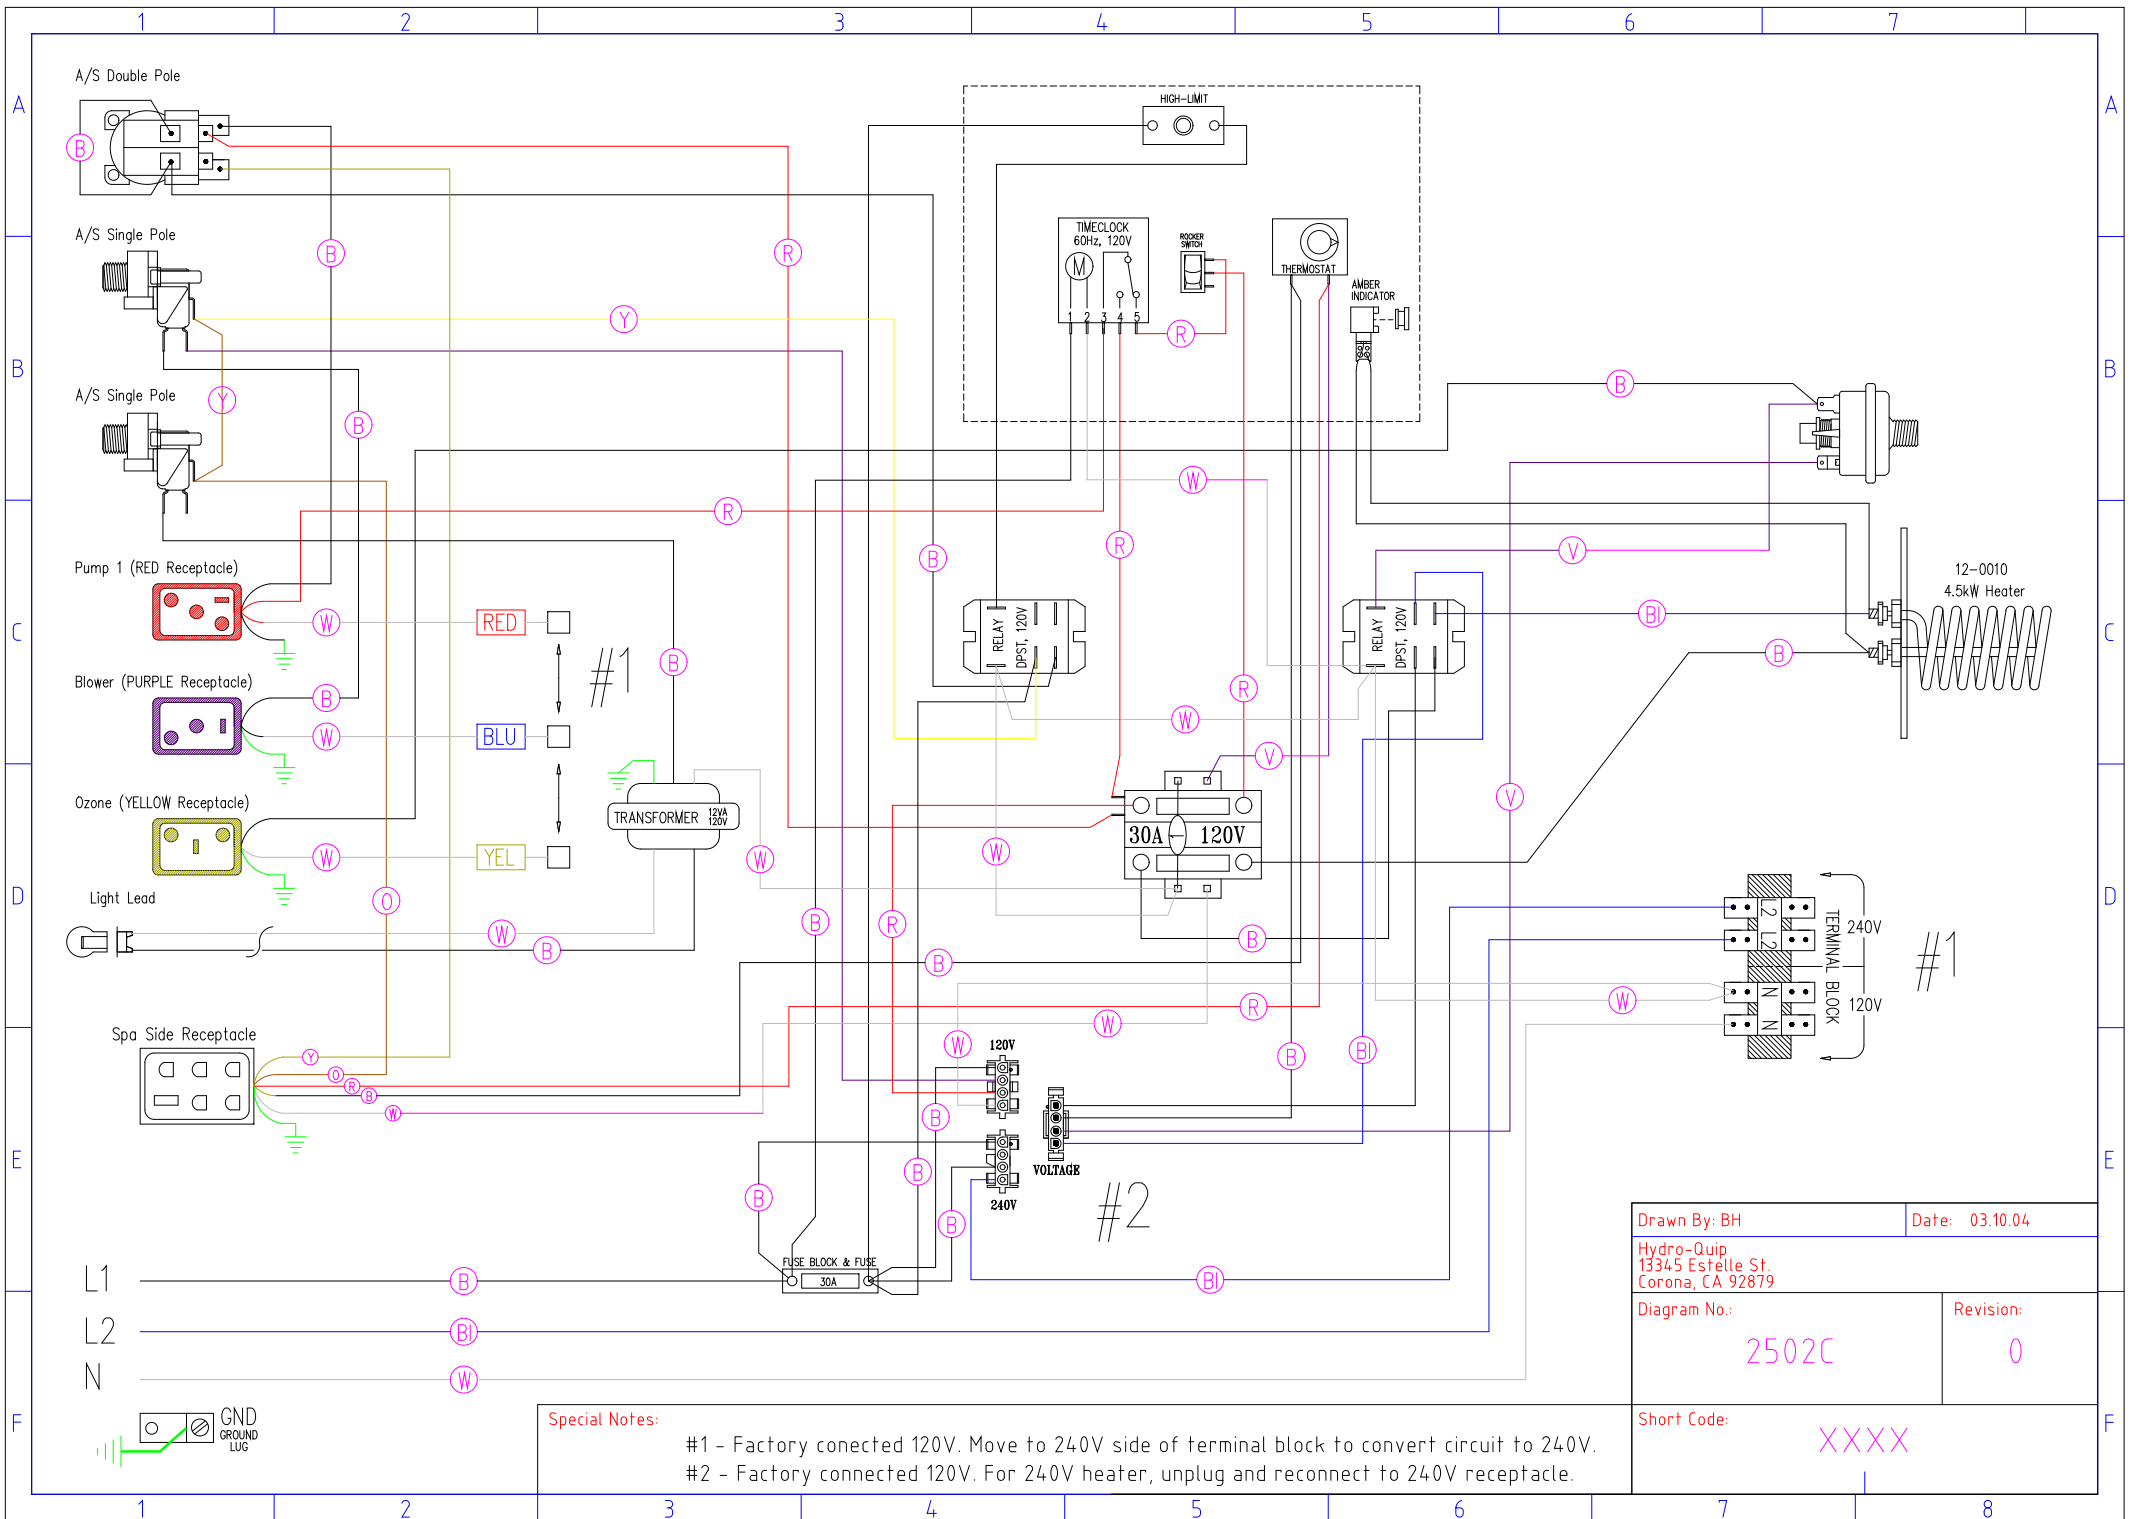 1 2 3 4 5 6 7
A A
A/S Double Pole
HIGH-LIMIT
B
A/S Single Pole
TIMECLOCK
60Hz, 120V
M
1 2 3 4 5
ROCKER
SWITCH
THERMOSTAT
AMBER
INDICATOR
B R
Y R
B B
A/S Single Pole
Y B B
W
R R B V
Pump 1 (RED Receptacle)
12-0010
4.5kW Heater
RELAY
DPST, 120V
RELAY
DPST, 120V
C C
W RED BI
#1
B B
Blower (PURPLE Receptacle)
B R
W BLU W
V
Ozone (YELLOW Receptacle)
TRANSFORMER 12VA
120V
30A 1 120V
V
W YEL W W
D D
Light Lead
O B R
L2
L2
N
N
TERMINAL BLOCK
240V
120V
#1
W B B
B
R W
W
Spa Side Receptacle
W
120V
B BI
Y
O
R
B
W
B
E E
VOLTAGE
240V
#2
B B B
FUSE BLOCK & FUSE
30A
L1 B BI
L2 BI
N W
GND
GROUND
LUG
F F
Drawn By: BH Date: 03.10.04
Hydro-Quip
13345 Estelle St.
Corona, CA 92879
Diagram No.: Revision:
2502C 0
Short Code:
XXXX
Special Notes:
#1 - Factory conected 120V. Move to 240V side of terminal block to convert circuit to 240V.
#2 - Factory connected 120V. For 240V heater, unplug and reconnect to 240V receptacle.
1 2 3 4 5 6 7 8